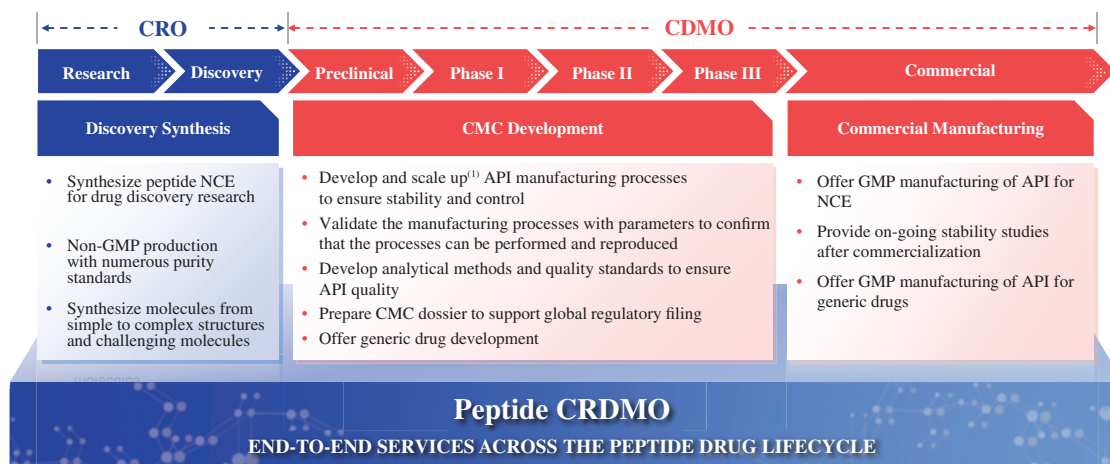 CRO
CDMO
Research
Discovery
Preclinical
Phase I
Phase II
Phase III
Commercial
Discovery Synthesis
• Synthesize peptide NCE
for drug discovery research
• Non-GMP production
with numerous purity
standards
• Synthesize molecules from
simple to complex structures
and challenging molecules
CMC Development
• Develop and scale up(1) API manufacturing processes
to ensure stability and control
• Validate the manufacturing processes with parameters to confirm
that the processes can be performed and reproduced
• Develop analytical methods and quality standards to ensure
API quality
• Prepare CMC dossier to support global regulatory filing
• Offer generic drug development
Commercial Manufacturing
• Offer GMP manufacturing of API for
NCE
• Provide on-going stability studies
after commercialization
• Offer GMP manufacturing of API for
generic drugs
Peptide CRDMO
END-TO-END SERVICES ACROSS THE PEPTIDE DRUG LIFECYCLE